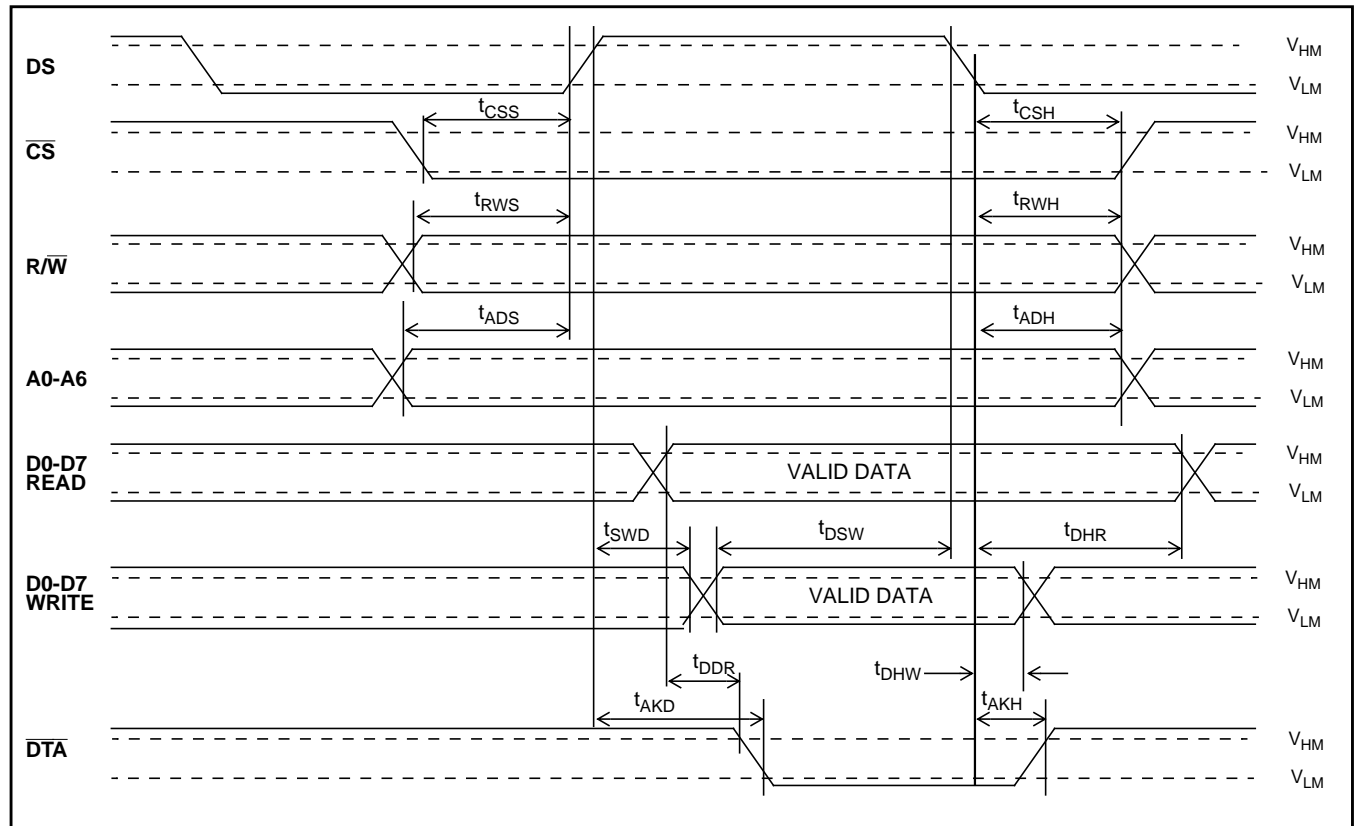 DS
V_HM
V_LM
t_CSS
t_CSH
C̅S̅
V_HM
V_LM
t_RWS
t_RWH
R/W̅
V_HM
V_LM
t_ADS
t_ADH
A0-A6
V_HM
V_LM
D0-D7
READ
VALID DATA
V_HM
V_LM
t_SWD
t_DSW
t_DHR
D0-D7
WRITE
VALID DATA
V_HM
V_LM
t_DDR
t_DHW
t_AKD
t_AKH
D̅T̅A̅
V_HM
V_LM